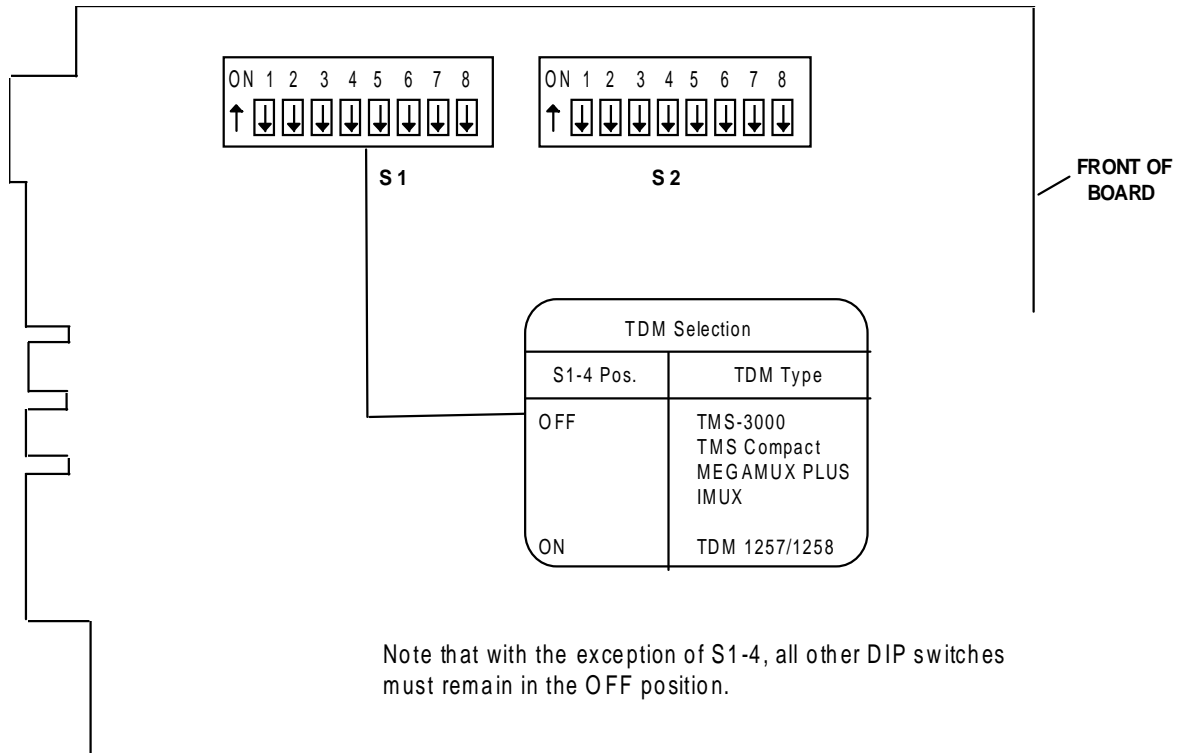 ON 1 2 3 4 5 6 7 8
ON 1 2 3 4 5 6 7 8
S1
S2
FRONT OF
BOARD
TDM Selection
S1-4 Pos.
TDM Type
OFF
TMS-3000
TMS Compact
MEGAMUX PLUS
IMUX
ON
TDM 1257/1258
Note that with the exception of S1-4, all other DIP switches
must remain in the OFF position.